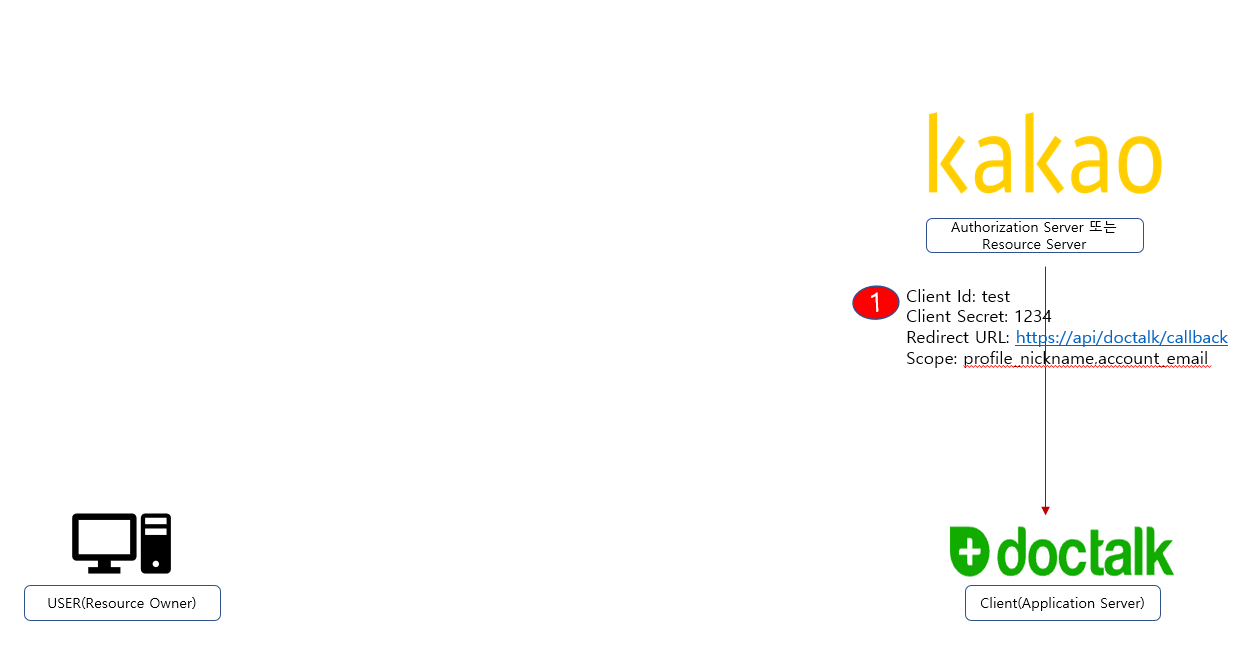 kakao
Authorization Server 또는
Resource Server
1
Client Id: test
Client Secret: 1234
Redirect URL: https://api/doctalk/callback
Scope: profile_nickname,account_email
doctalk
USER(Resource Owner)
Client(Application Server)